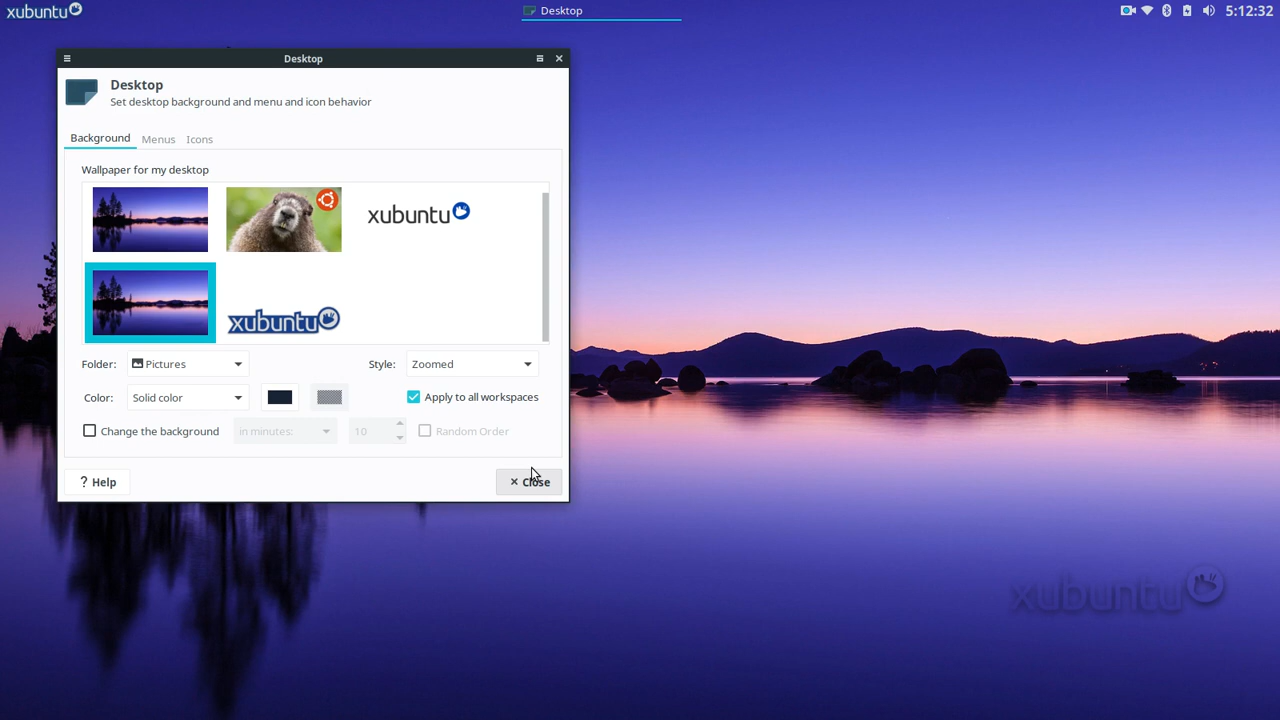 xubuntu
Desktop
5:12:32
Desktop
Desktop
Set desktop background and menu and icon behavior
Background Menus Icons
Wallpaper for my desktop
xubuntu
xubuntu
Folder: Pictures Style: Zoomed
Color: Solid color Apply to all workspaces
Change the background in minutes: 10 Random Order
? Help × Close
xubuntu